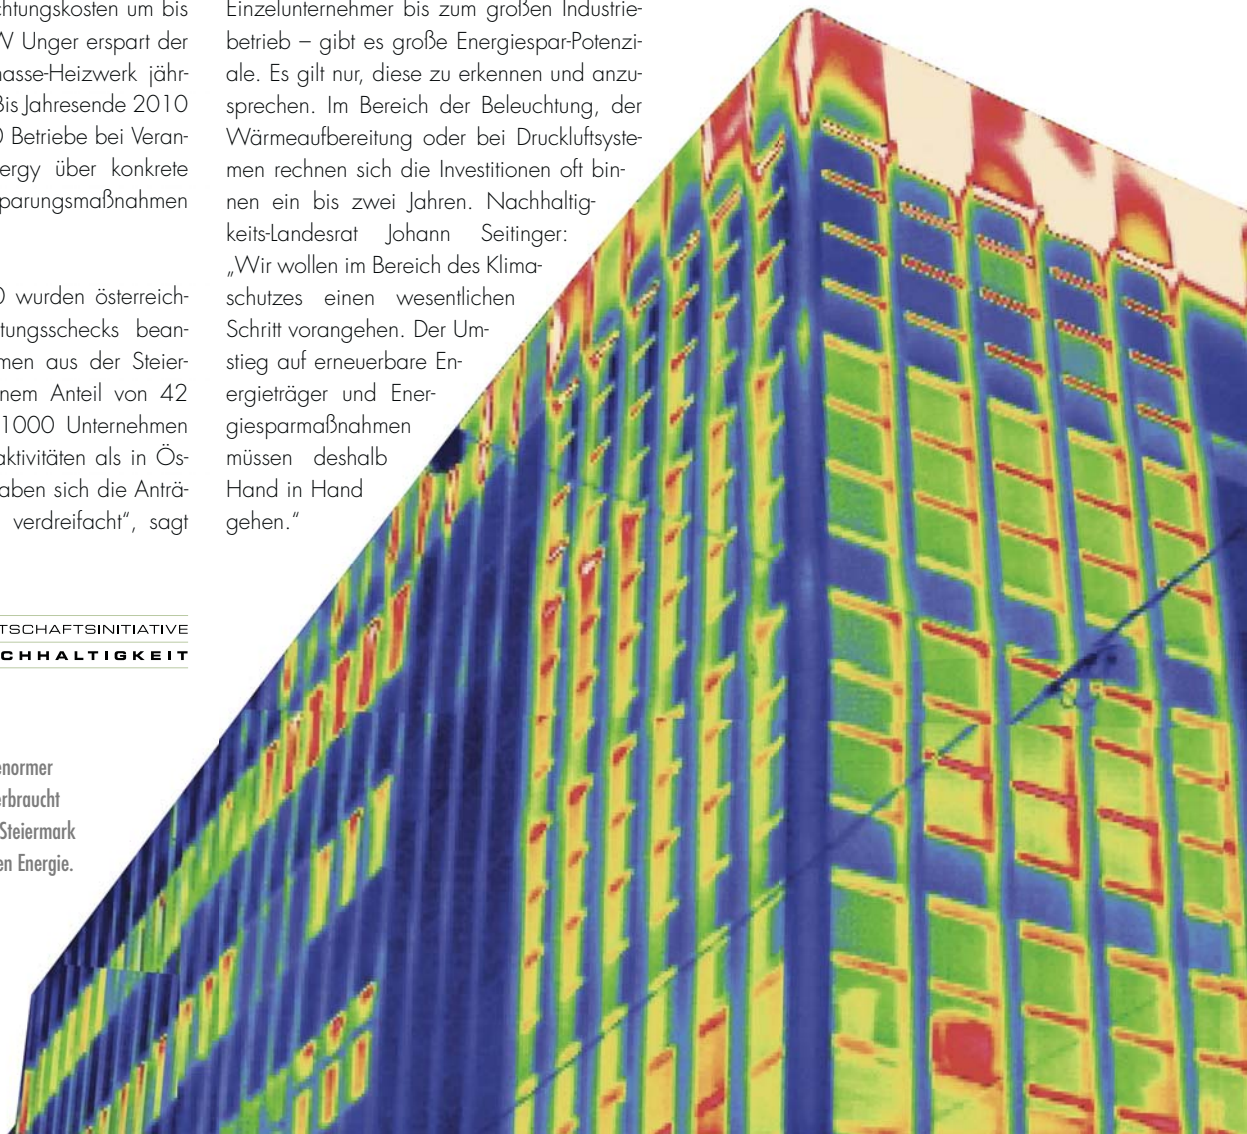 htungskosten um bis
W Unger erspart der
asse-Heizwerk jähr-
Bis Jahresende 2010
0 Betriebe bei Veran-
ergy über konkrete
parungsmaßnahmen
0 wurden österreich-
tungsschecks bean-
men aus der Steier-
nem Anteil von 42
1000 Unternehmen
aktivitäten als in Ös-
aben sich die Anträ-
verdreifacht“, sagt
TSCHAFTSINITIATIVE
CHHALTIGKEIT
enormer
erbraucht
Steiermark
en Energie.
Einzelunternehmer bis zum großen Industrie-
betrieb – gibt es große Energiespar-Potenzi-
ale. Es gilt nur, diese zu erkennen und anzu-
sprechen. Im Bereich der Beleuchtung, der
Wärmeaufbereitung oder bei Druckluftsyste-
men rechnen sich die Investitionen oft bin-
nen ein bis zwei Jahren. Nachhaltig-
keits-Landesrat Johann Seitinger:
„Wir wollen im Bereich des Klima-
schutzes einen wesentlichen
Schritt vorangehen. Der Um-
stieg auf erneuerbare En-
ergieträger und Ener-
giesparmaßnahmen
müssen deshalb
Hand in Hand
gehen.“